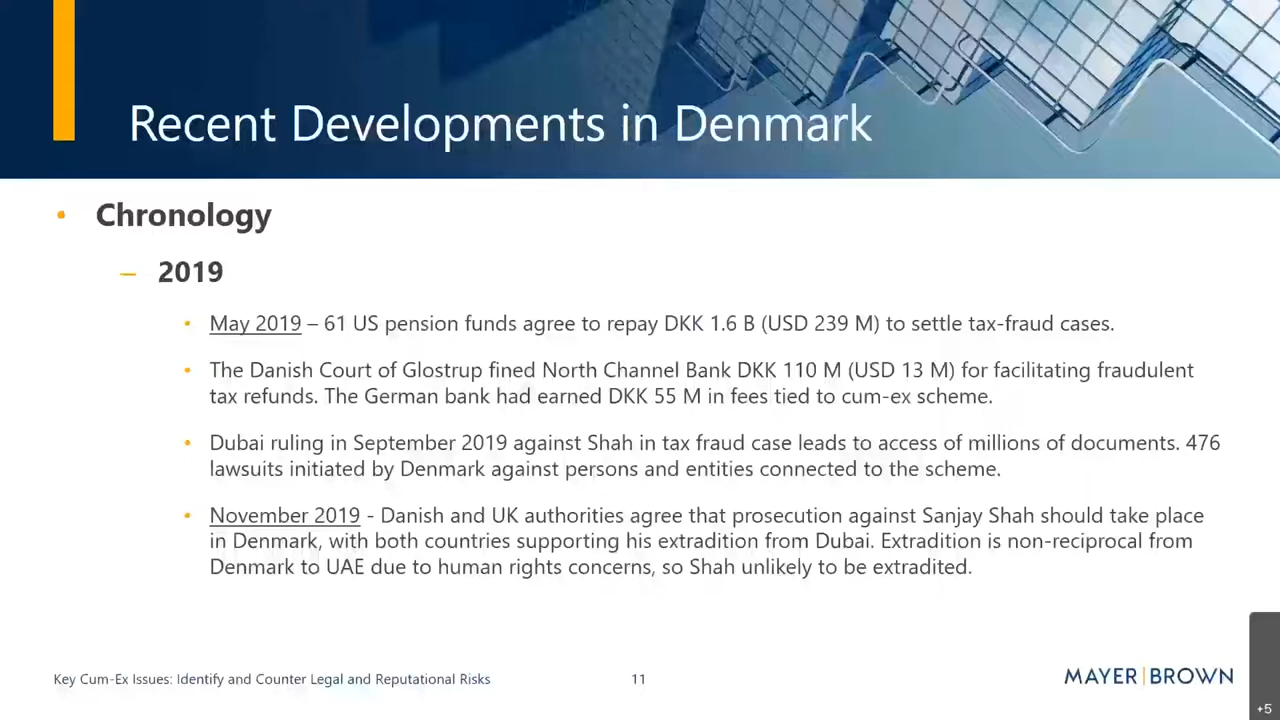 Recent Developments in Denmark
• Chronology
– 2019
• May 2019 – 61 US pension funds agree to repay DKK 1.6 B (USD 239 M) to settle tax-fraud cases.
• The Danish Court of Glostrup fined North Channel Bank DKK 110 M (USD 13 M) for facilitating fraudulent
tax refunds. The German bank had earned DKK 55 M in fees tied to cum-ex scheme.
• Dubai ruling in September 2019 against Shah in tax fraud case leads to access of millions of documents. 476
lawsuits initiated by Denmark against persons and entities connected to the scheme.
• November 2019 - Danish and UK authorities agree that prosecution against Sanjay Shah should take place
in Denmark, with both countries supporting his extradition from Dubai. Extradition is non-reciprocal from
Denmark to UAE due to human rights concerns, so Shah unlikely to be extradited.
Key Cum-Ex Issues: Identify and Counter Legal and Reputational Risks
11
MAYER | BROWN
+5